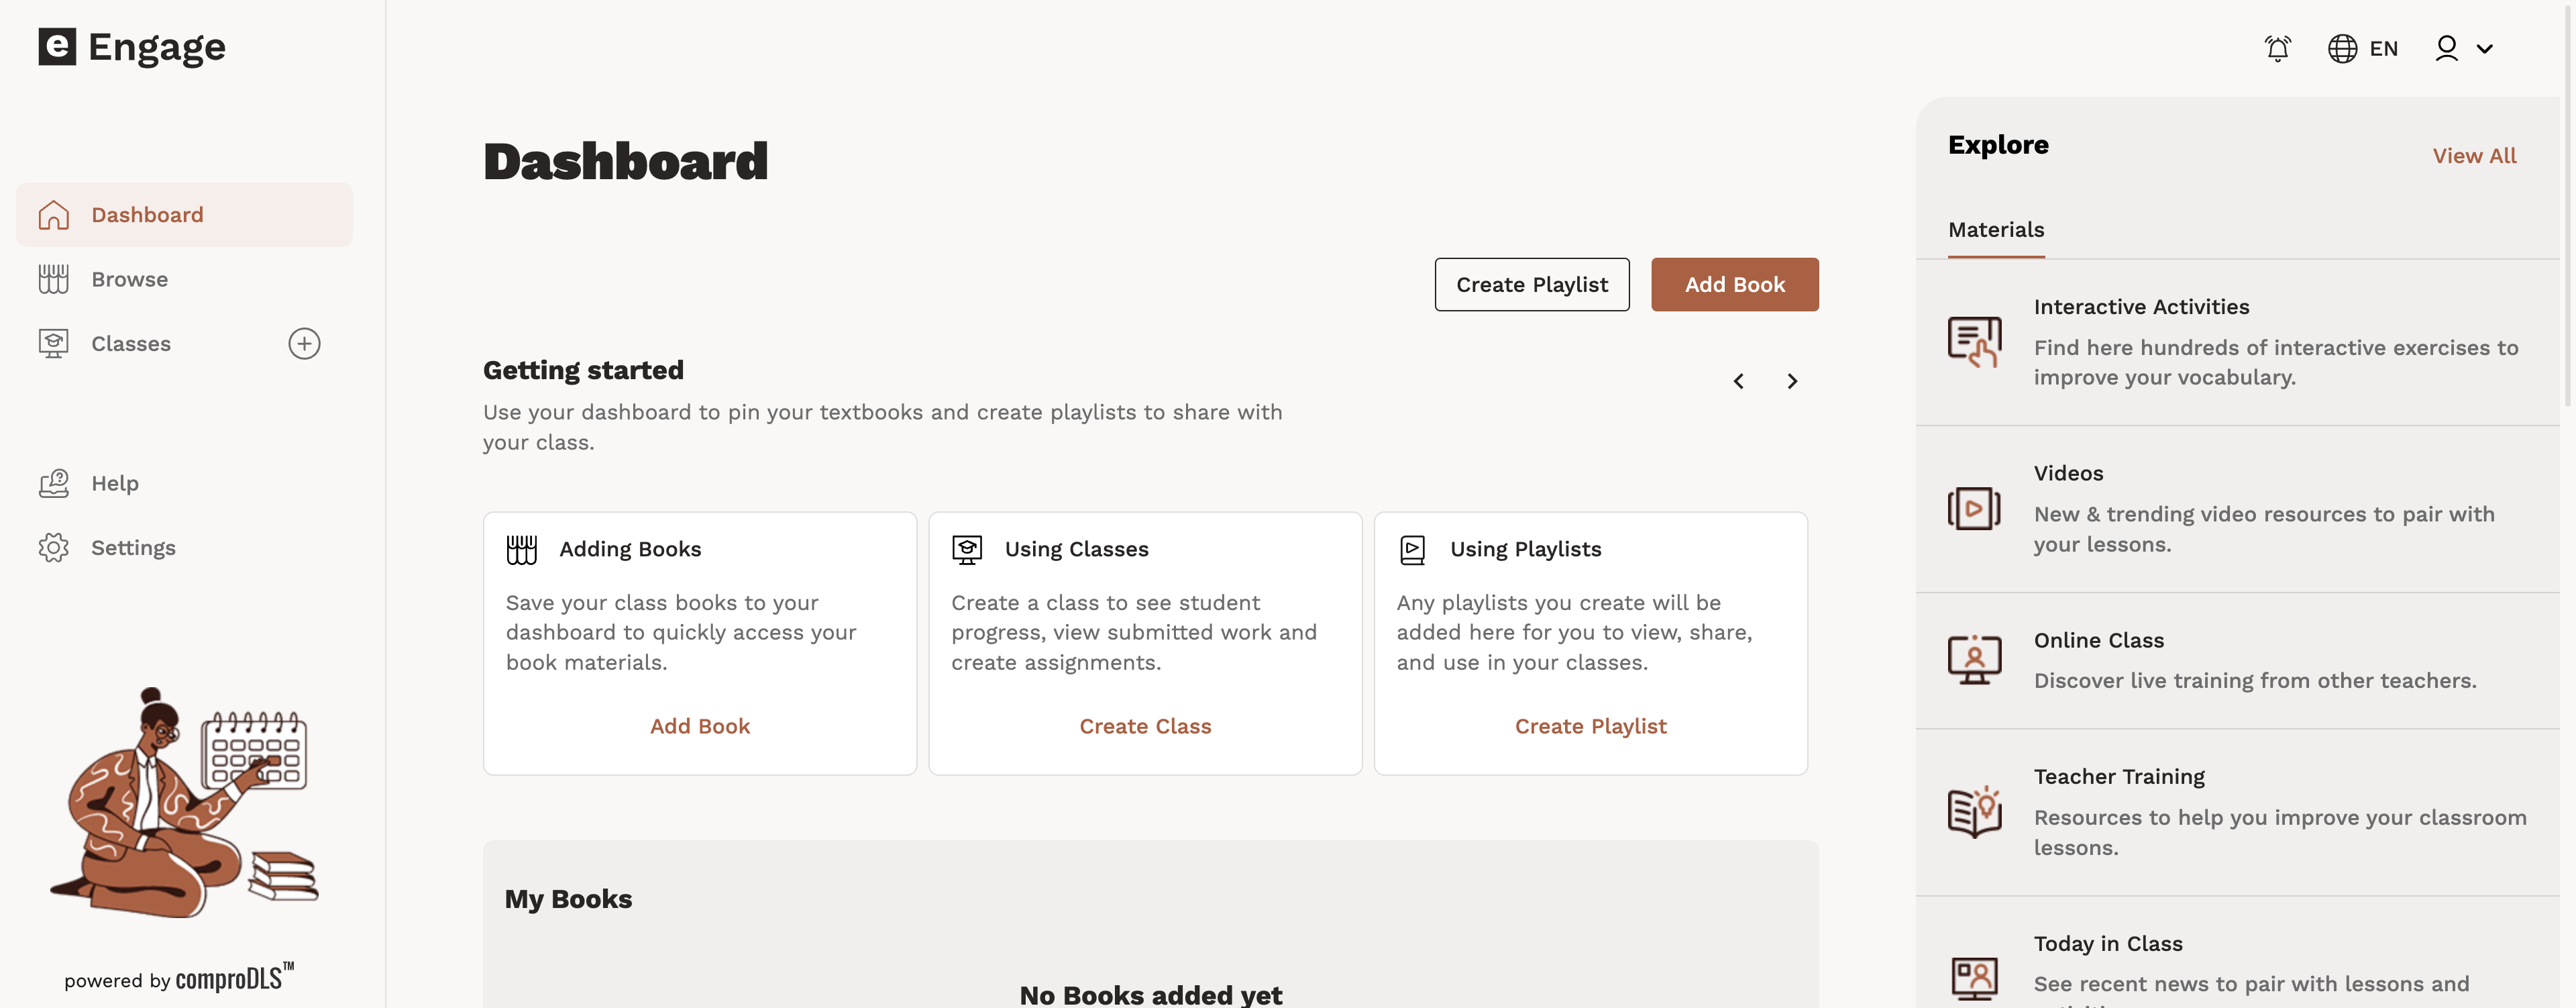 e Engage
EN
Dashboard
Browse
Classes
Help
Settings
powered by comproDLS™
Dashboard
Create Playlist
Add Book
Getting started
Use your dashboard to pin your textbooks and create playlists to share with
your class.
Adding Books
Save your class books to your
dashboard to quickly access your
book materials.
Add Book
Using Classes
Create a class to see student
progress, view submitted work and
create assignments.
Create Class
Using Playlists
Any playlists you create will be
added here for you to view, share,
and use in your classes.
Create Playlist
My Books
No Books added yet
Explore
View All
Materials
Interactive Activities
Find here hundreds of interactive exercises to
improve your vocabulary.
Videos
New & trending video resources to pair with
your lessons.
Online Class
Discover live training from other teachers.
Teacher Training
Resources to help you improve your classroom
lessons.
Today in Class
See recent news to pair with lessons and